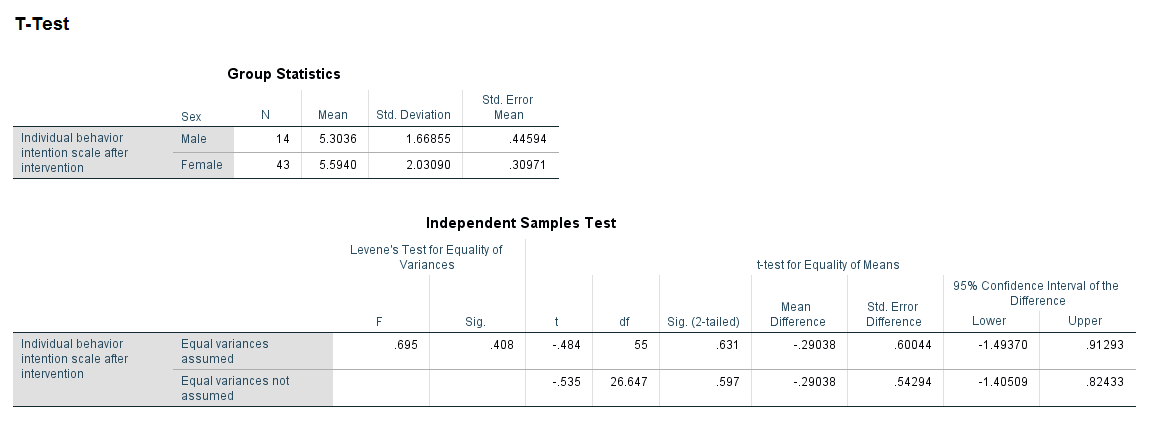 T-Test
Group Statistics
Sex N Mean Std. Deviation Std. Error Mean
Individual behavior intention scale after intervention Male 14 5.3036 1.66855 .44594
Female 43 5.5940 2.03090 .30971
Independent Samples Test
Levene's Test for Equality of Variances t-test for Equality of Means
95% Confidence Interval of the Difference
F Sig. t df Sig. (2-tailed) Mean Difference Std. Error Difference Lower Upper
Individual behavior intention scale after intervention Equal variances assumed .695 .408 -.484 55 .631 -.29038 .60044 -1.49370 .91293
Equal variances not assumed -.535 26.647 .597 -.29038 .54294 -1.40509 .82433